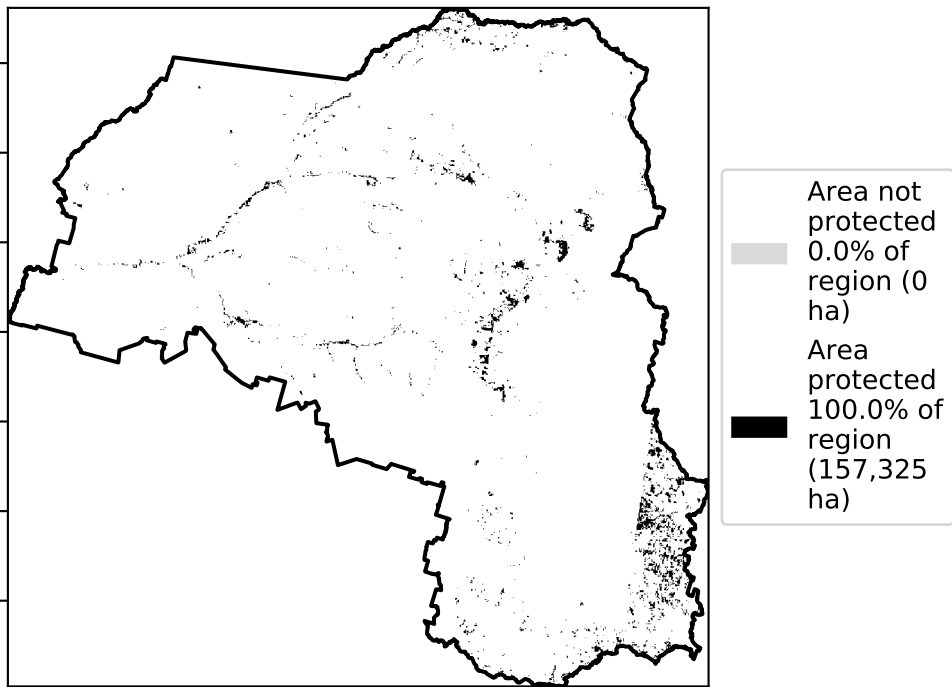 Area not
protected
0.0% of
region (0
ha)
Area
protected
100.0% of
region
(157,325
ha)